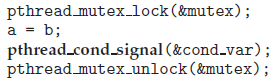 pthread_mutex_lock(&mutex);
a = b;
pthread_cond_signal(&cond_var);
pthread_mutex_unlock(&mutex);